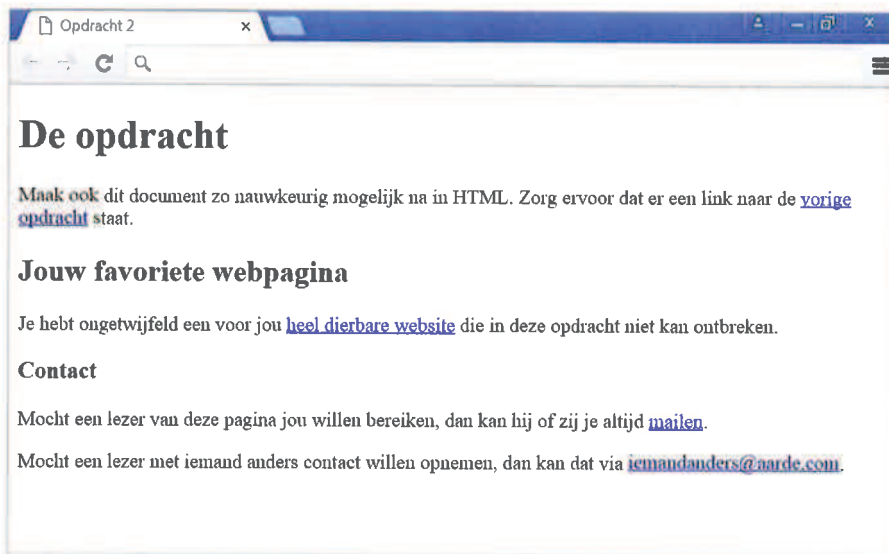 Opdracht 2
De opdracht
Maak ook dit document zo nauwkeurig mogelijk na in HTML. Zorg ervoor dat er een link naar de vorige
opdracht staat.
Jouw favoriete webpagina
Je hebt ongetwijfeld een voor jou heel dierbare website die in deze opdracht niet kan ontbreken.
Contact
Mocht een lezer van deze pagina jou willen bereiken, dan kan hij of zij je altijd mailen.
Mocht een lezer met iemand anders contact willen opnemen, dan kan dat via iemandanders@aarde.com.